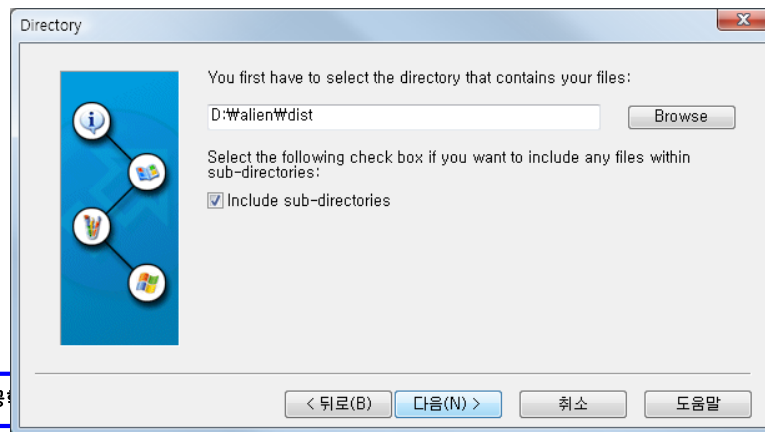 Directory
You first have to select the directory that contains your files:
D:₩alien₩dist
Browse
Select the following check box if you want to include any files within
sub-directories:
Include sub-directories
< 뒤로(B)
다음(N) >
취소
도움말